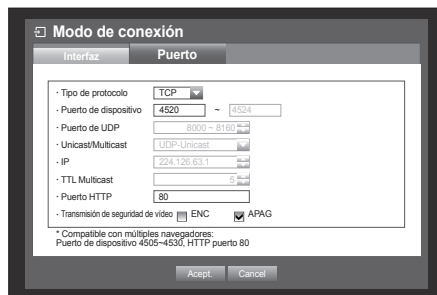 Modo de conexión
Interfaz Puerto
· Tipo de protocolo TCP
· Puerto de dispositivo 4520 ~ 4524
· Puerto de UDP 8000 ~ 8160
· Unicast/Multicast UDP-Unicast
· IP 224.126.63.1
· TTL Multicast 5
· Puerto HTTP 80
· Transmisión de seguridad de vídeo ENC APAG
* Compatible con múltiples navegadores:
Puerto de dispositivo 4505~4530, HTTP puerto 80
Acept. Cancel